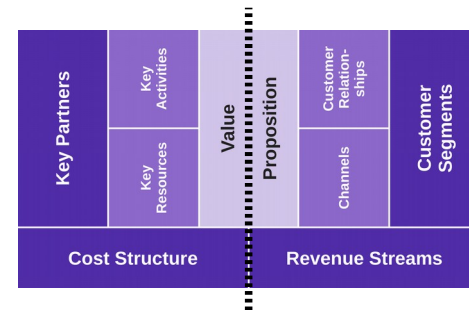 Key Partners
Key
Activities
Key
Resources
Value
Proposition
Customer
Relation-
ships
Channels
Customer
Segments
Cost Structure
Revenue Streams